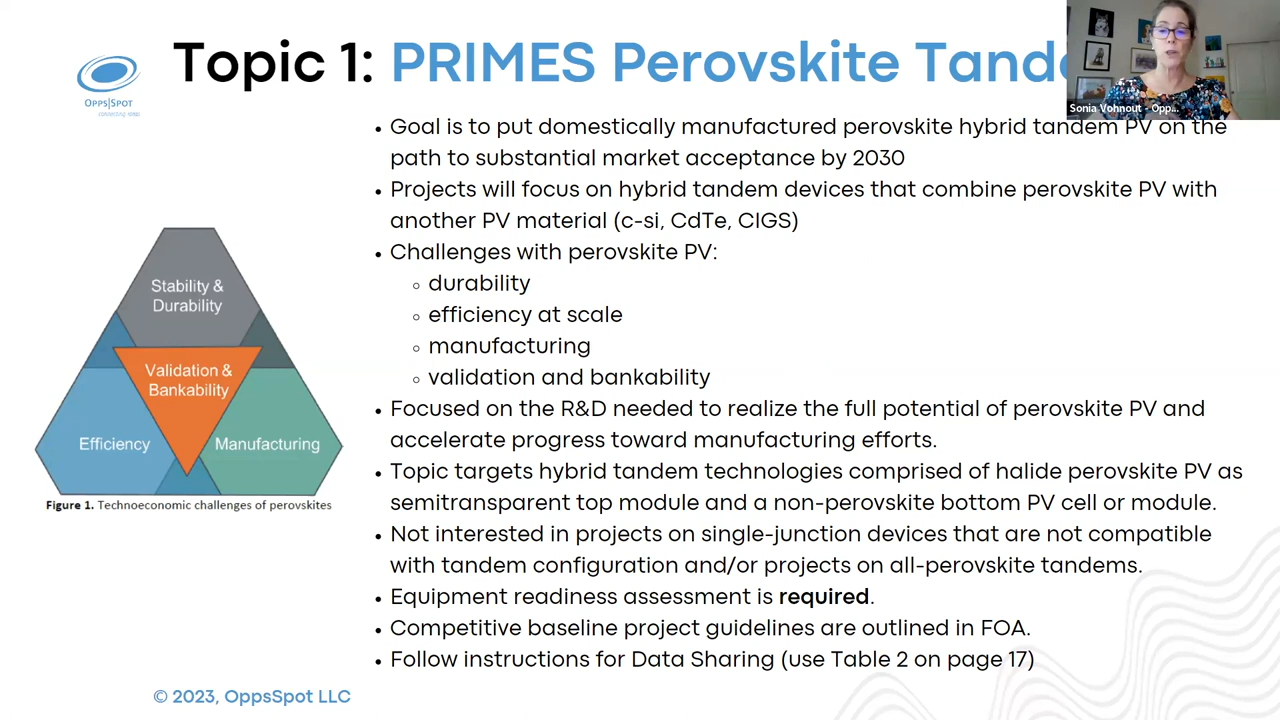 Topic 1: PRIMES Perovskite
Sonia Vohnout - Opp...
OPPS|SPOT
• Goal is to put domestically manufactured perovskite hybrid tandem PV on the
path to substantial market acceptance by 2030
• Projects will focus on hybrid tandem devices that combine perovskite PV with
another PV material (c-si, CdTe, CIGS)
• Challenges with perovskite PV:
◦ durability
◦ efficiency at scale
◦ manufacturing
◦ validation and bankability
• Focused on the R&D needed to realize the full potential of perovskite PV and
accelerate progress toward manufacturing efforts.
• Topic targets hybrid tandem technologies comprised of halide perovskite PV as
semitransparent top module and a non-perovskite bottom PV cell or module.
• Not interested in projects on single-junction devices that are not compatible
with tandem configuration and/or projects on all-perovskite tandems.
• Equipment readiness assessment is required.
• Competitive baseline project guidelines are outlined in FOA.
• Follow instructions for Data Sharing (use Table 2 on page 17)
Stability &
Durability
Validation &
Bankability
Efficiency
Manufacturing
Figure 1. Technoeconomic challenges of perovskites
© 2023, OppsSpot LLC